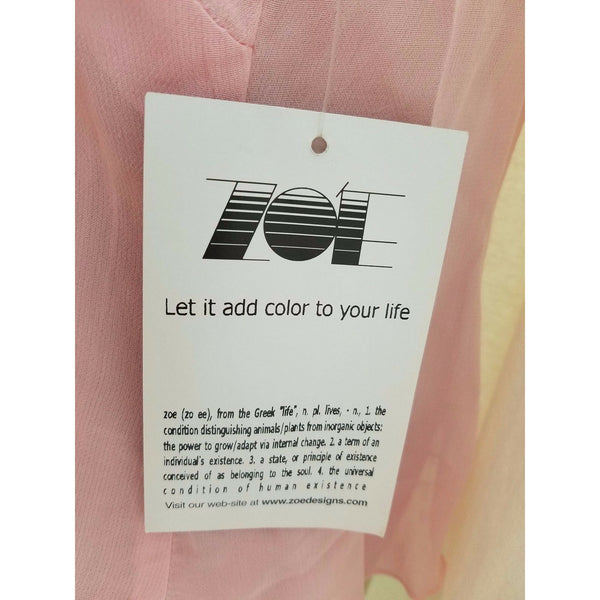 ZO'E
Let it add color to your life
zoe (zo ee), from the Greek "life", n. pl. lives, - n., 1. the
condition distinguishing animals/plants from inorganic objects:
the power to grow/adapt via internal change. 2. a term of an
individual's existence. 3. a state, or principle of existence
conceived of as belonging to the soul. 4. the universal
condition of human existence
Visit our web-site at www.zoedesigns.com